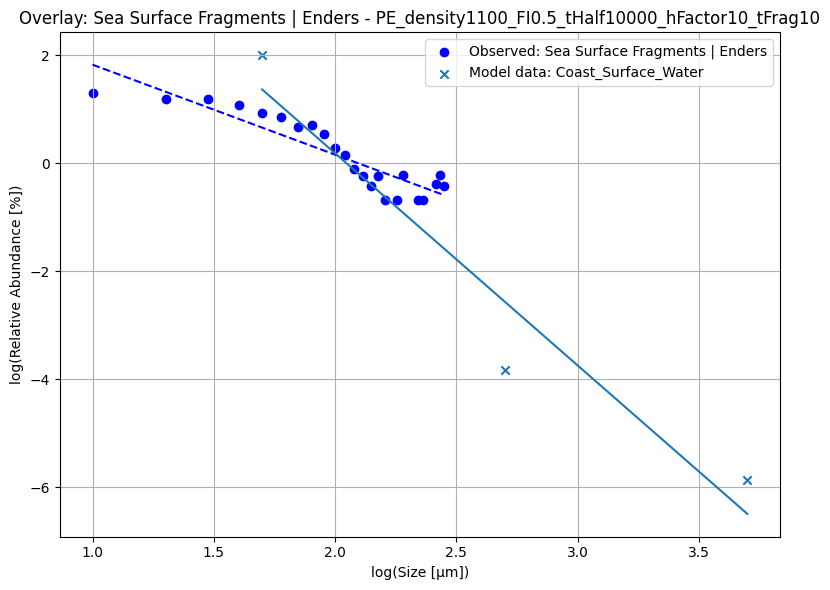 Overlay: Sea Surface Fragments | Enders - PE_density1100_FI0.5_tHalf10000_hFactor10_tFrag10
Observed: Sea Surface Fragments | Enders
Model data: Coast_Surface_Water
log(Relative Abundance [%])
2
0
−2
−4
−6
1.0 1.5 2.0 2.5 3.0 3.5
log(Size [µm])